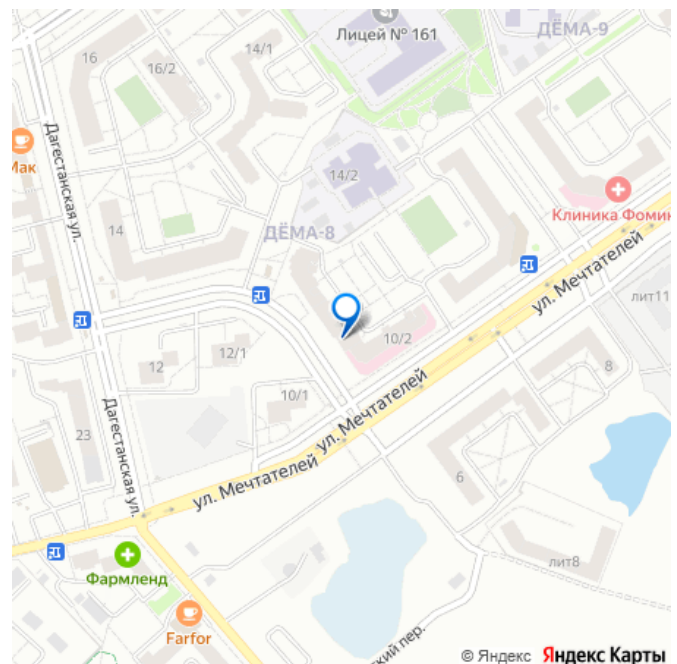 ДЁМА-9
Лицей № 161
14/1
16
16/2
Мак
Дагестанская ул.
14/2
Клиника Фомин
14
ДЁМА-8
ул. Мечтателей
лит11
10/2
12/1
12
10/1
8
ул. Мечтателей
Дагестанская ул.
23
ул. Мечтателей
6
лит8
Фармленд
Farfor
кий пер.
© Яндекс Яндекс Карты